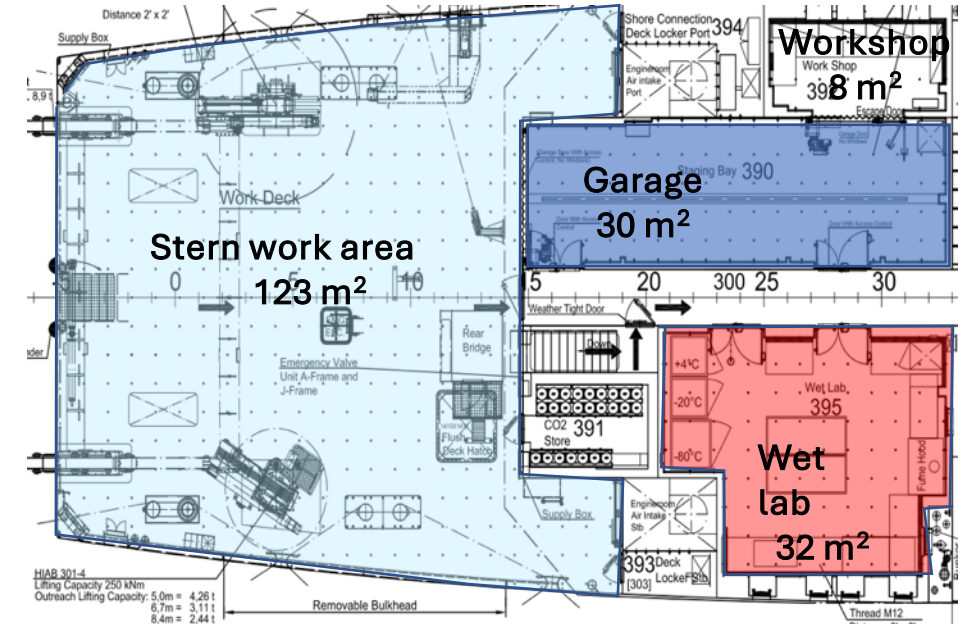 Distance 2' x 2'
Supply Box
8,9 t
Shore Connection
Deck Locker Port 394
Engineroom
Air intake
Port
Workshop
Work Shop
8 m²
Escape Door
Garage
Staging Bay 390
30 m²
Work Deck
Stern work area
123 m²
0
5
10
15
20
300
25
30
Weather Tight Door
Rear
Bridge
Down
Emergency Valve
Unit A-Frame and
J-Frame
Flush
Deck Hatch
CO2
Store
391
+4°C
-20°C
-80°C
Wet Lab
395
Wet
lab
32 m²
Fume Hood
Supply Box
Engineroom
Air Intake
Stb
393 Deck
Locker Stb
[303]
HIAB 301-4
Lifting Capacity 250 kNm
Outreach Lifting Capacity: 5,0m = 4,26 t
6,7m = 3,11 t
8,4m = 2,44 t
Removable Bulkhead
Thread M12